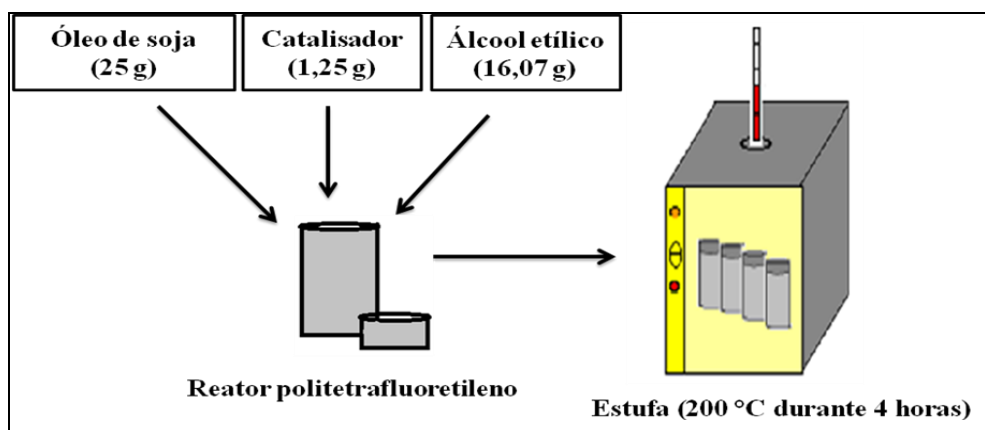 Óleo de soja
(25 g)
Catalisador
(1,25 g)
Álcool etílico
(16,07 g)
Reator politetrafluoretileno
Estufa (200 °C durante 4 horas)